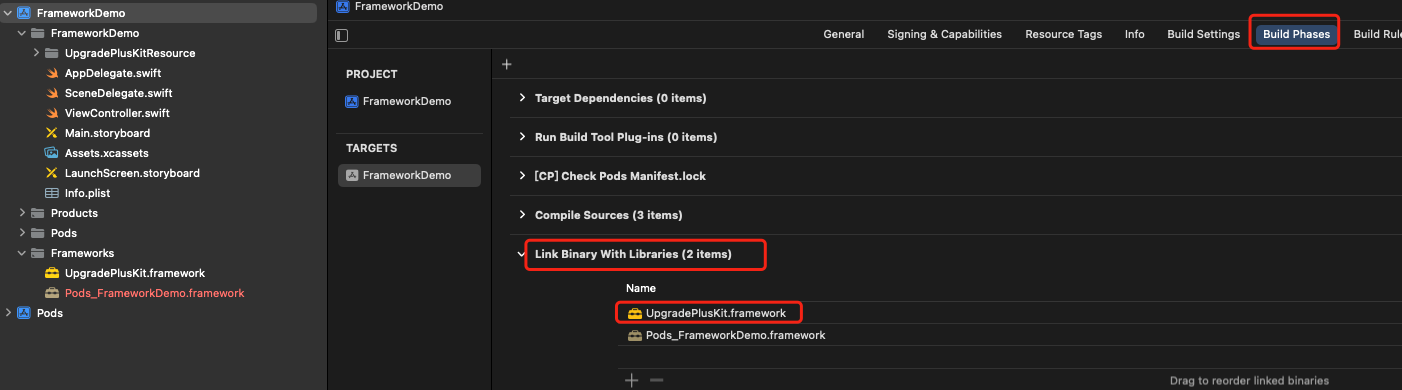 FrameworkDemo
FrameworkDemo
UpgradePlusKitResource
AppDelegate.swift
SceneDelegate.swift
ViewController.swift
Main.storyboard
Assets.xcassets
LaunchScreen.storyboard
Info.plist
Products
Pods
Frameworks
UpgradePlusKit.framework
Pods_FrameworkDemo.framework
Pods
FrameworkDemo
General Signing & Capabilities Resource Tags Info Build Settings Build Phases Build Rule
PROJECT
FrameworkDemo
TARGETS
FrameworkDemo
Target Dependencies (0 items)
Run Build Tool Plug-ins (0 items)
[CP] Check Pods Manifest.lock
Compile Sources (3 items)
Link Binary With Libraries (2 items)
Name
UpgradePlusKit.framework
Pods_FrameworkDemo.framework
Drag to reorder linked binaries